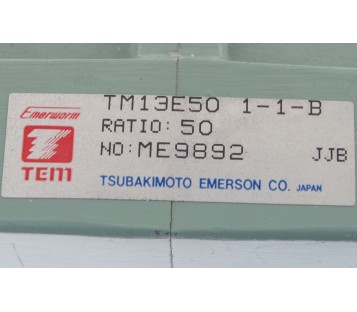 Emerworm
TM13E50 1-1-B
RATIO: 50
NO: ME9892 JJB
TEM
TSUBAKIMOTO EMERSON CO. JAPAN